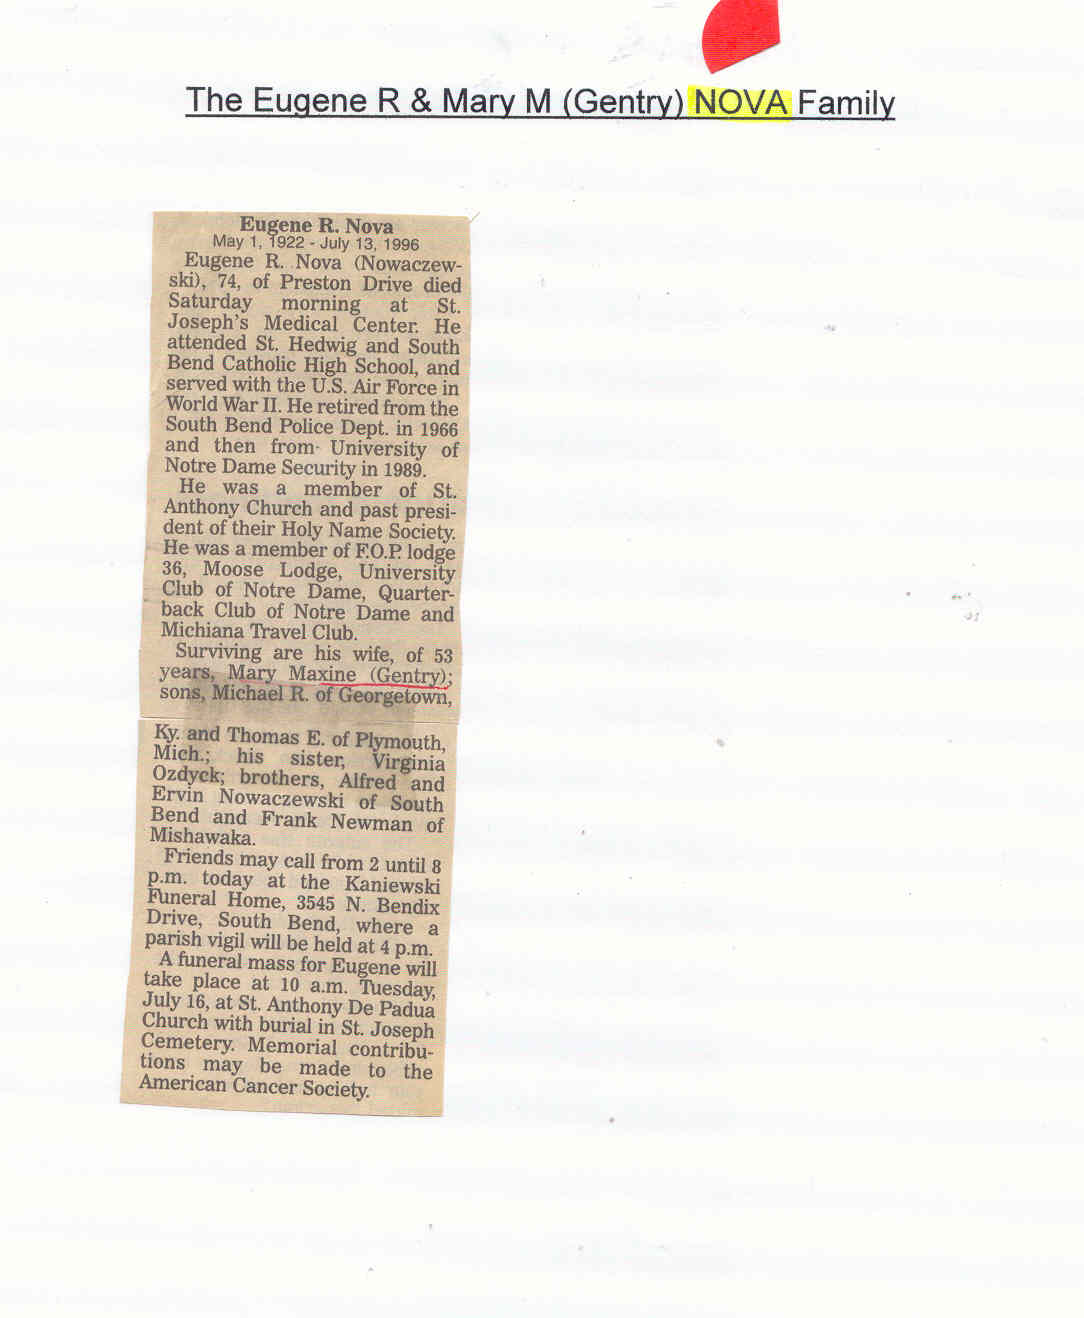 The Eugene R & Mary M (Gentry) NOVA Family
Eugene R. Nova
May 1, 1922 - July 13, 1996
Eugene R. Nova (Nowaczew-
ski), 74, of Preston Drive died
Saturday morning at St.
Joseph's Medical Center. He
attended St. Hedwig and South
Bend Catholic High School, and
served with the U.S. Air Force in
World War II. He retired from the
South Bend Police Dept. in 1966
and then from University of
Notre Dame Security in 1989.
He was a member of St.
Anthony Church and past presi-
dent of their Holy Name Society.
He was a member of F.O.P. lodge
36, Moose Lodge, University
Club of Notre Dame, Quarter-
back Club of Notre Dame and
Michiana Travel Club.
Surviving are his wife, of 53
years, Mary Maxine (Gentry);
sons, Michael R. of Georgetown,
Ky. and Thomas E. of Plymouth,
Mich.; his sister, Virginia
Ozdyck; brothers, Alfred and
Ervin Nowaczewski of South
Bend and Frank Newman of
Mishawaka.
Friends may call from 2 until 8
p.m. today at the Kaniewski
Funeral Home, 3545 N. Bendix
Drive, South Bend, where a
parish vigil will be held at 4 p.m.
A funeral mass for Eugene will
take place at 10 a.m. Tuesday,
July 16, at St. Anthony De Padua
Church with burial in St. Joseph
Cemetery. Memorial contribu-
tions may be made to the
American Cancer Society.